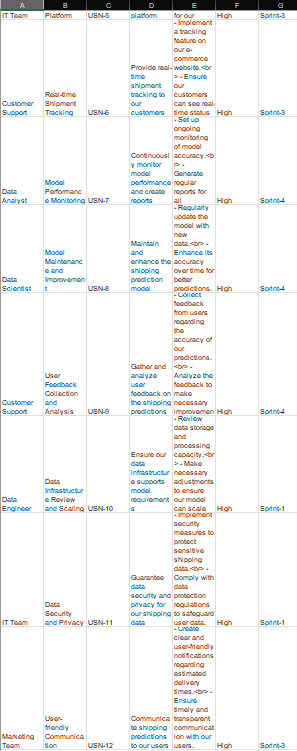 A B C D E F G
IT Team Platform USN-5 platform for our High Sprint-3
Customer Support
Real-time Shipment Tracking
USN-6
Provide real-time shipment tracking to our customers
- Implement a tracking feature on our e-commerce website.<br> - Ensure our customers can see real-time status
High
Sprint-3
Data Analyst
Model Performance Monitoring
USN-7
Continuously monitor model performance and create reports
- Set up ongoing monitoring of model accuracy.<br> - Generate regular reports for all
High
Sprint-4
Data Scientist
Model Maintenance and Improvement
USN-8
Maintain and enhance the shipping prediction model
- Regularly update the model with new data.<br> - Enhance its accuracy over time for better predictions.
High
Sprint-4
Customer Support
User Feedback Collection and Analysis
USN-9
Gather and analyze user feedback on the shipping predictions
- Collect feedback from users regarding the accuracy of our predictions.<br> - Analyze the feedback to make necessary improvemen
High
Sprint-4
Data Engineer
Data Infrastructure Review and Scaling
USN-10
Ensure our data infrastructure supports model requirements
- Review data storage and processing capacity.<br> - Make necessary adjustments to ensure our model can scale
High
Sprint-1
IT Team
Data Security and Privacy
USN-11
Guarantee data security and privacy for our shipping data
- Implement security measures to protect sensitive shipping data.<br> - Comply with data protection regulations to safeguard user data.
High
Sprint-1
Marketing Team
User-friendly Communication
USN-12
Communicate shipping predictions to our users
- Create clear and user-friendly notifications regarding estimated delivery times.<br> - Ensure timely and transparent communication with our users.
High
Sprint-3